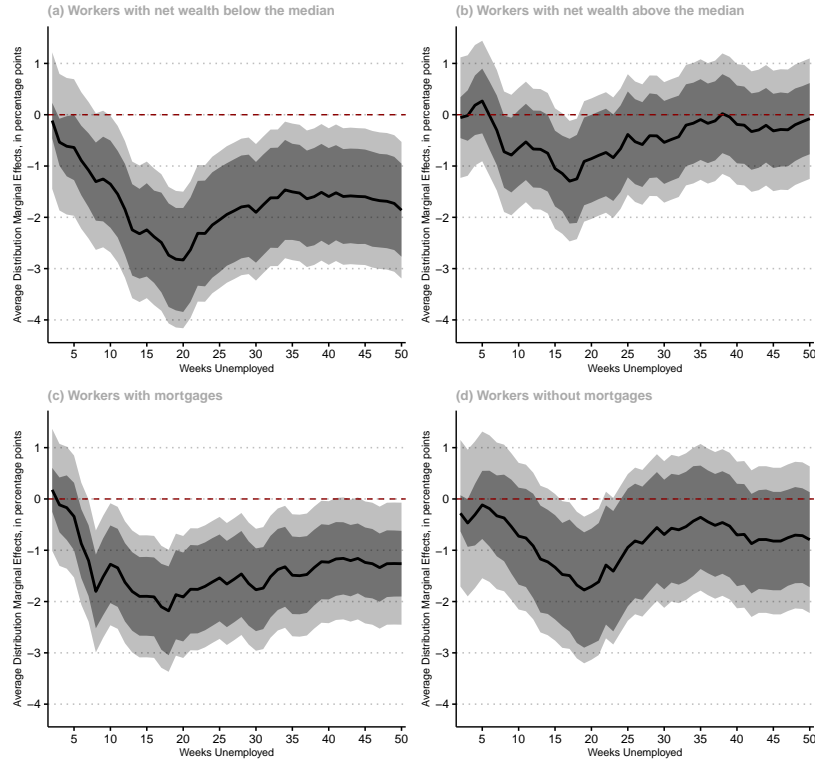 (a) Workers with net wealth below the median
Average Distribution Marginal Effects, in percentage points
1
0
−1
−2
−3
−4
5 10 15 20 25 30 35 40 45 50
Weeks Unemployed
(b) Workers with net wealth above the median
Average Distribution Marginal Effects, in percentage points
1
0
−1
−2
−3
−4
5 10 15 20 25 30 35 40 45 50
Weeks Unemployed
(c) Workers with mortgages
Average Distribution Marginal Effects, in percentage points
1
0
−1
−2
−3
−4
5 10 15 20 25 30 35 40 45 50
Weeks Unemployed
(d) Workers without mortgages
Average Distribution Marginal Effects, in percentage points
1
0
−1
−2
−3
−4
5 10 15 20 25 30 35 40 45 50
Weeks Unemployed